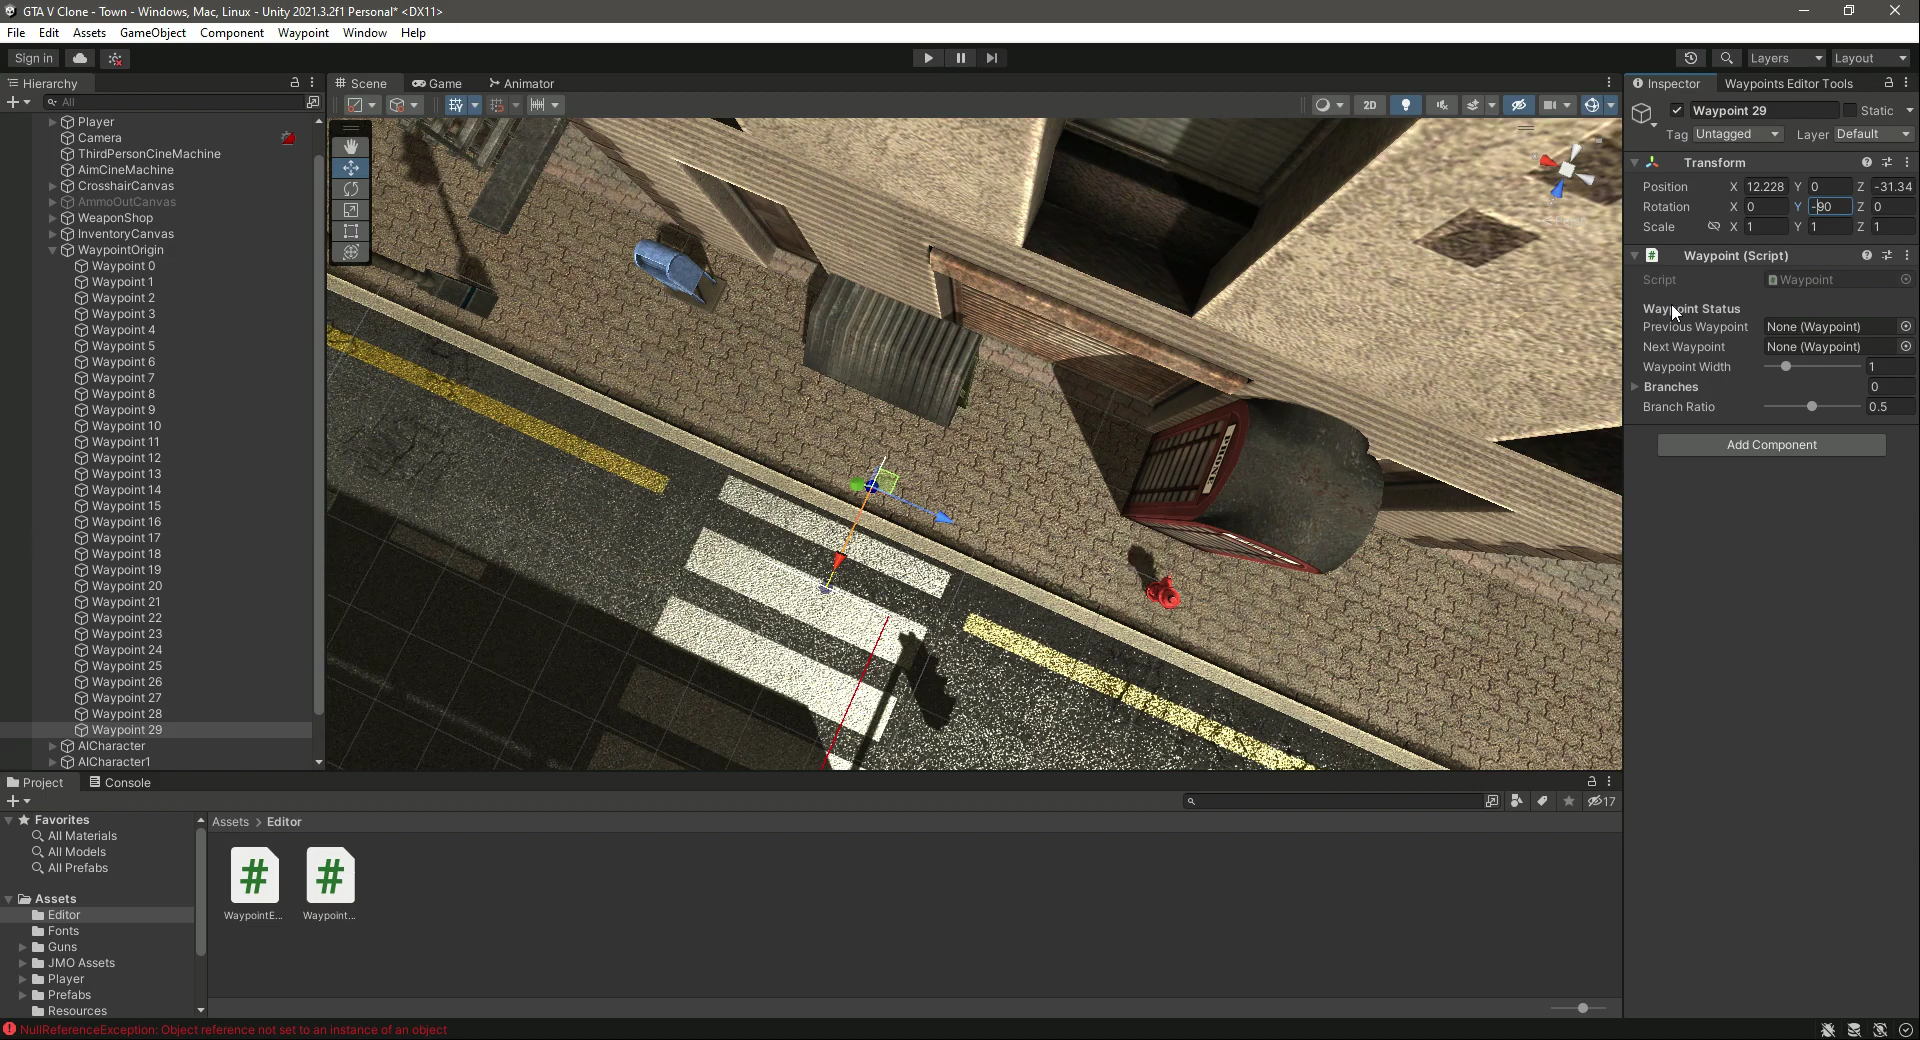 GTA V Clone - Town - Windows, Mac, Linux - Unity 2021.3.2f1 Personal* <DX11>
File Edit Assets GameObject Component Waypoint Window Help
Sign in
Layers Layout
Hierarchy
Scene Game Animator
Inspector Waypoints Editor Tools
All
2D
Player
Camera
ThirdPersonCineMachine
AimCineMachine
CrosshairCanvas
AmmoOutCanvas
WeaponShop
InventoryCanvas
WaypointOrigin
Waypoint 0
Waypoint 1
Waypoint 2
Waypoint 3
Waypoint 4
Waypoint 5
Waypoint 6
Waypoint 7
Waypoint 8
Waypoint 9
Waypoint 10
Waypoint 11
Waypoint 12
Waypoint 13
Waypoint 14
Waypoint 15
Waypoint 16
Waypoint 17
Waypoint 18
Waypoint 19
Waypoint 20
Waypoint 21
Waypoint 22
Waypoint 23
Waypoint 24
Waypoint 25
Waypoint 26
Waypoint 27
Waypoint 28
Waypoint 29
AICharacter
AICharacter1
Waypoint 29 Static
Tag Untagged Layer Default
Transform
Position X 12.228 Y 0 Z -31.34
Rotation X 0 Y -90 Z 0
Scale X 1 Y 1 Z 1
# Waypoint (Script)
Script Waypoint
Waypoint Status
Previous Waypoint None (Waypoint)
Next Waypoint None (Waypoint)
Waypoint Width 1
Branches 0
Branch Ratio 0.5
Add Component
Project Console
17
Favorites
All Materials
All Models
All Prefabs
Assets
Editor
Fonts
Guns
JMO Assets
Player
Prefabs
Resources
Assets > Editor
# #
WaypointE... Waypoint...
NullReferenceException: Object reference not set to an instance of an object